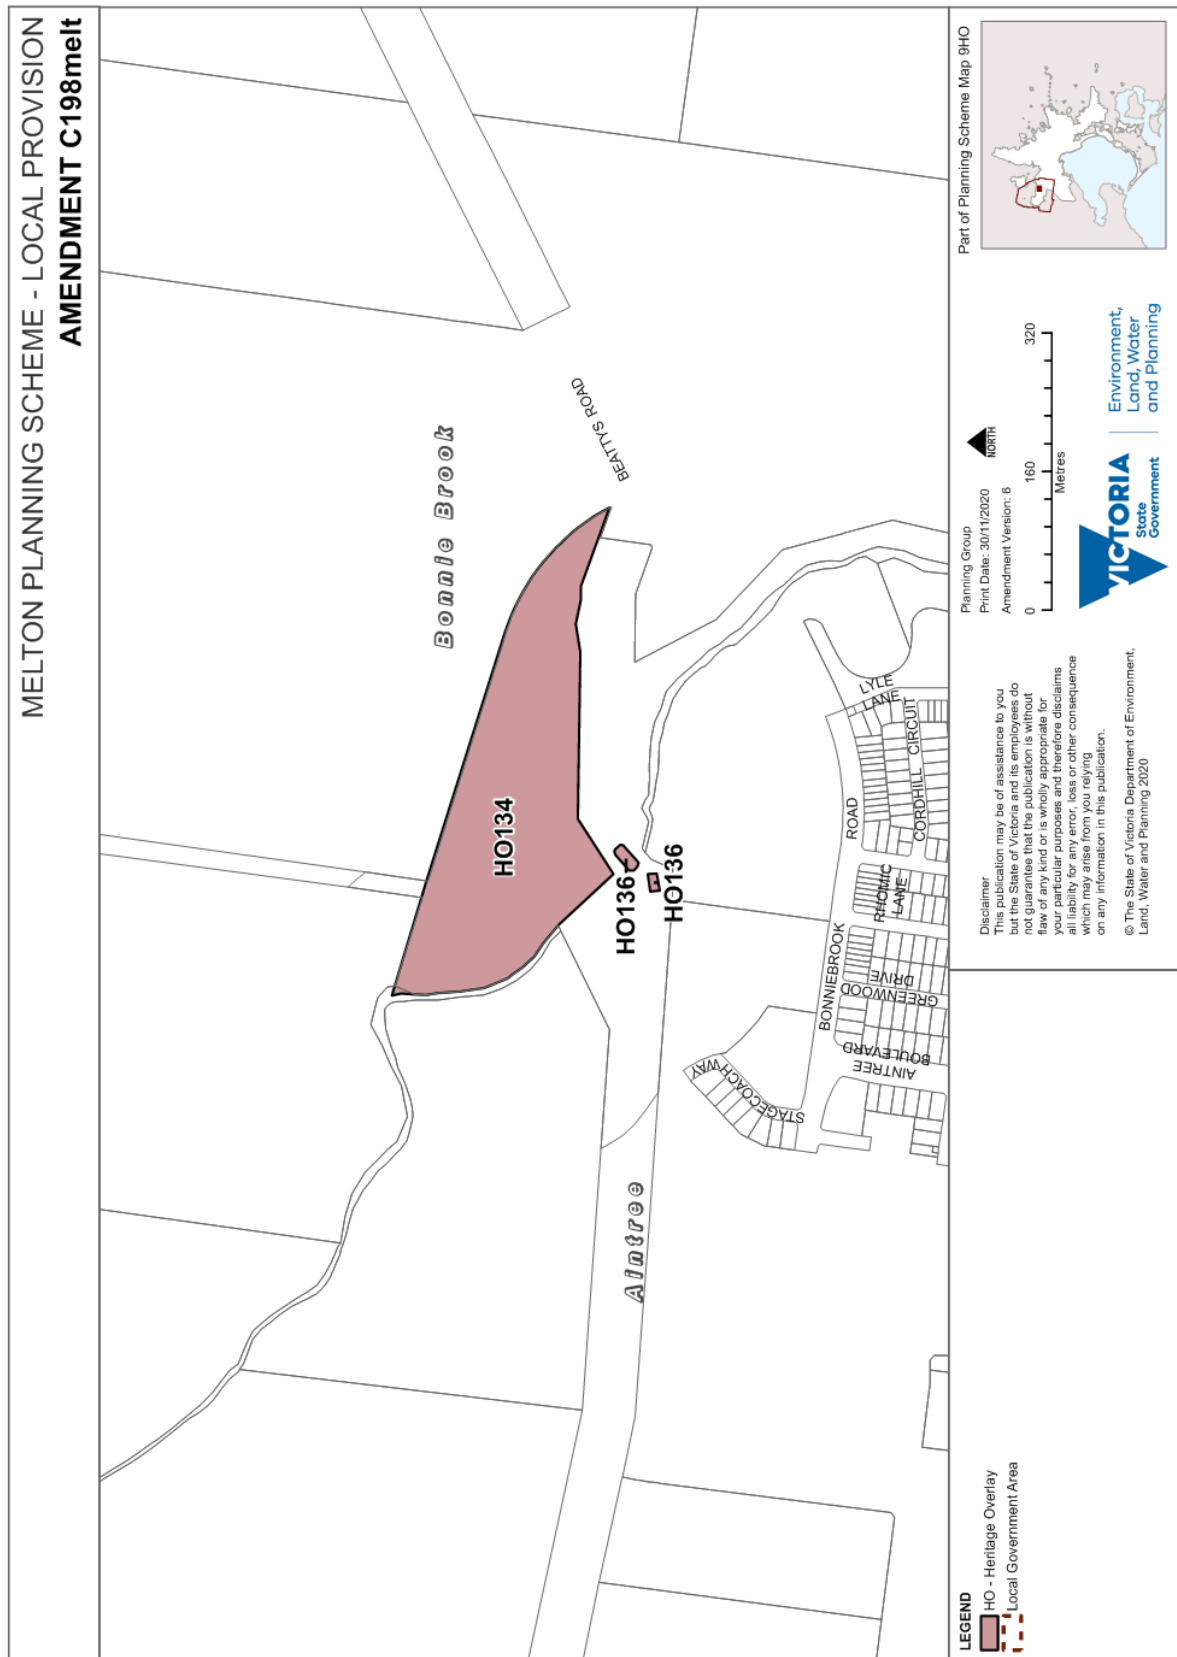 MELTON PLANNING SCHEME - LOCAL PROVISION
AMENDMENT C198melt
Bonnie Brook
BEATTYS ROAD
HO134
HO136
HO136
Aintree
STAGECOACH WAY
BONNIEBROOK
ROAD
LYLE
LANE
CORDHILL CIRCUIT
RHOMIC
LANE
GREENWOOD
DRIVE
AINTREE
BOULEVARD
LEGEND
HO - Heritage Overlay
Local Government Area
Disclaimer
This publication may be of assistance to you
but the State of Victoria and its employees do
not guarantee that the publication is without
flaw of any kind or is wholly appropriate for
your particular purposes and therefore disclaims
all liability for any error, loss or other consequence
which may arise from you relying
on any information in this publication.
© The State of Victoria Department of Environment,
Land, Water and Planning 2020
Planning Group
Print Date: 30/11/2020
Amendment Version: 6
NORTH
0 160 320
Metres
VICTORIA
State
Government
Environment,
Land, Water
and Planning
Part of Planning Scheme Map 9HO